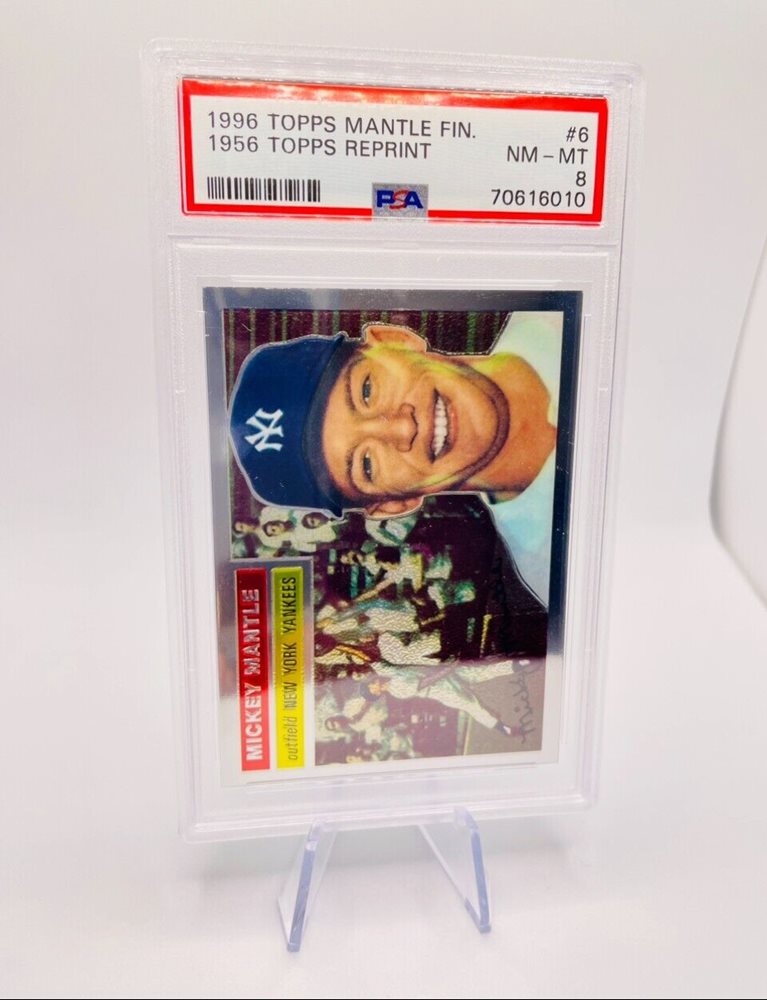 1996 TOPPS MANTLE FIN. #6
1956 TOPPS REPRINT NM - MT
8
PSA 70616010
NY
MICKEY MANTLE
outfield NEW YORK YANKEES